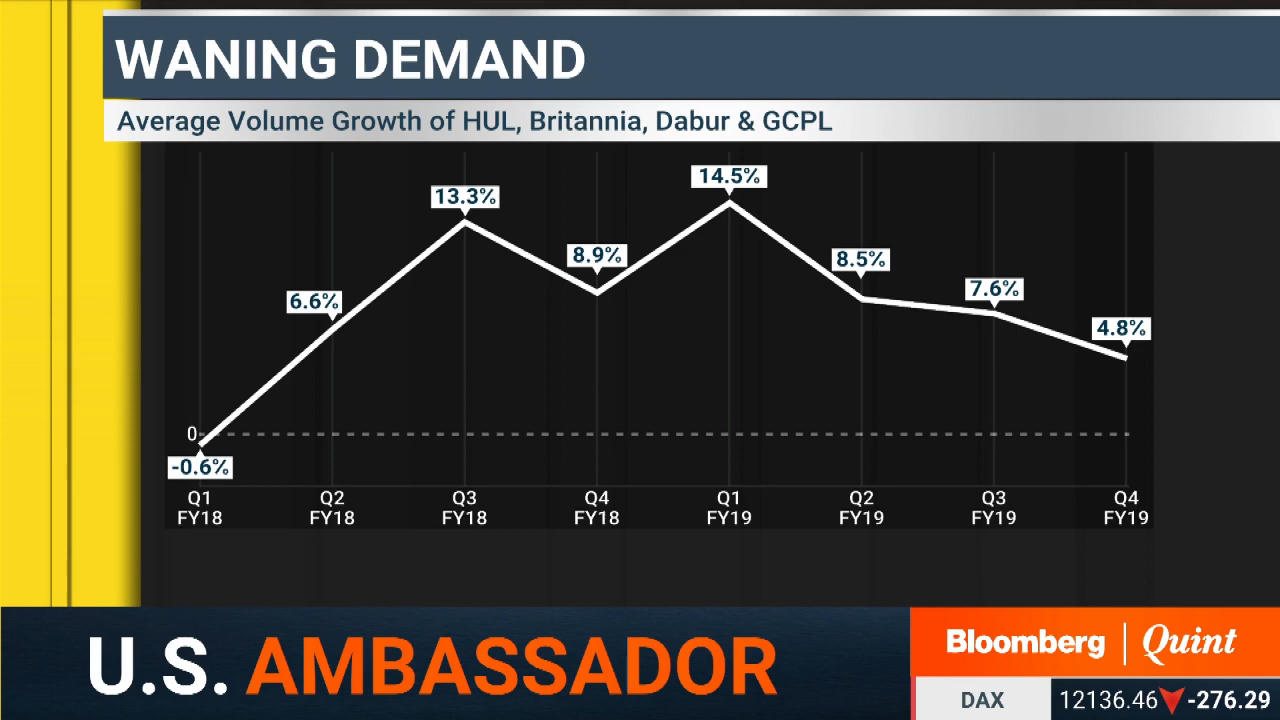 WANING DEMAND
Average Volume Growth of HUL, Britannia, Dabur & GCPL
14.5%
13.3%
8.9%
8.5%
7.6%
6.6%
4.8%
0
-0.6%
Q1 Q2 Q3 Q4 Q1 Q2 Q3 Q4
FY18 FY18 FY18 FY18 FY19 FY19 FY19 FY19
U.S. AMBASSADOR
Bloomberg | Quint
DAX 12136.46 -276.29